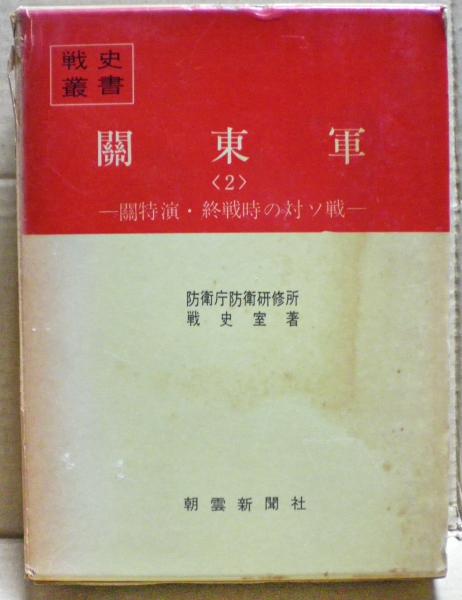 戦史
叢書
關東軍
〈2〉
―關特演・終戦時の対ソ戦―
防衛庁防衛研修所
戦史室著
朝雲新聞社